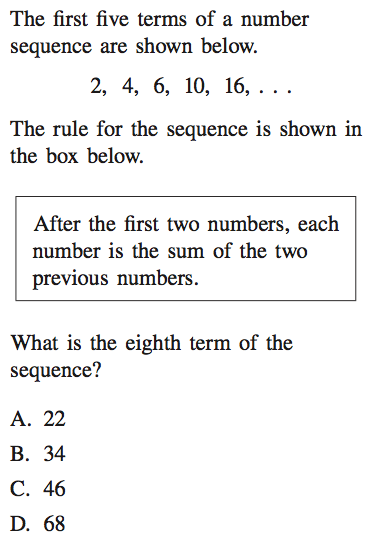 The first five terms of a number
sequence are shown below.
2, 4, 6, 10, 16, . . .
The rule for the sequence is shown in
the box below.
After the first two numbers, each
number is the sum of the two
previous numbers.
What is the eighth term of the
sequence?
A. 22
B. 34
C. 46
D. 68